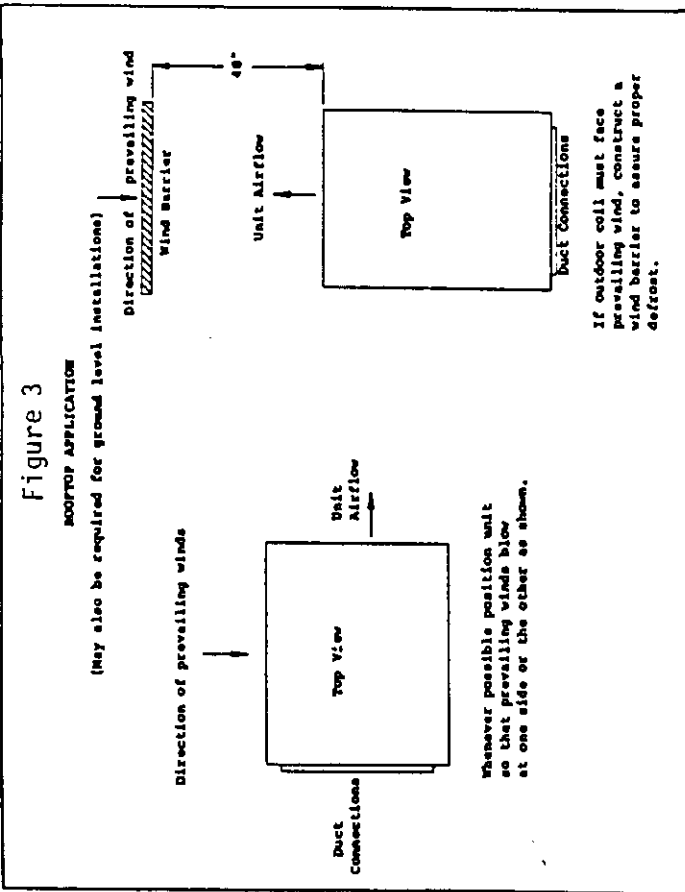 Figure 3
ROOFTOP APPLICATION
(May also be required for ground level installations)
Direction of prevailing winds
Duct
Connections
Top View
Unit
Airflow
Whenever possible position unit
so that prevailing winds blow
at one side or the other as shown.
Direction of prevailing wind
Wind Barrier
48"
Unit Airflow
Top View
Duct Connections
If outdoor coil must face
prevailing wind, construct a
wind barrier to assure proper
defrost.